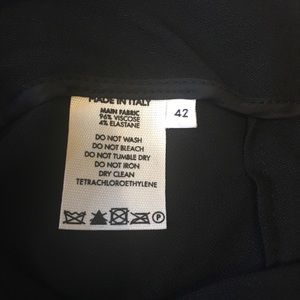 MADE IN ITALY
MAIN FABRIC
96% VISCOSE
4% ELASTANE
DO NOT WASH
DO NOT BLEACH
DO NOT TUMBLE DRY
DO NOT IRON
DRY CLEAN
TETRACHLOROETHYLENE
P
42